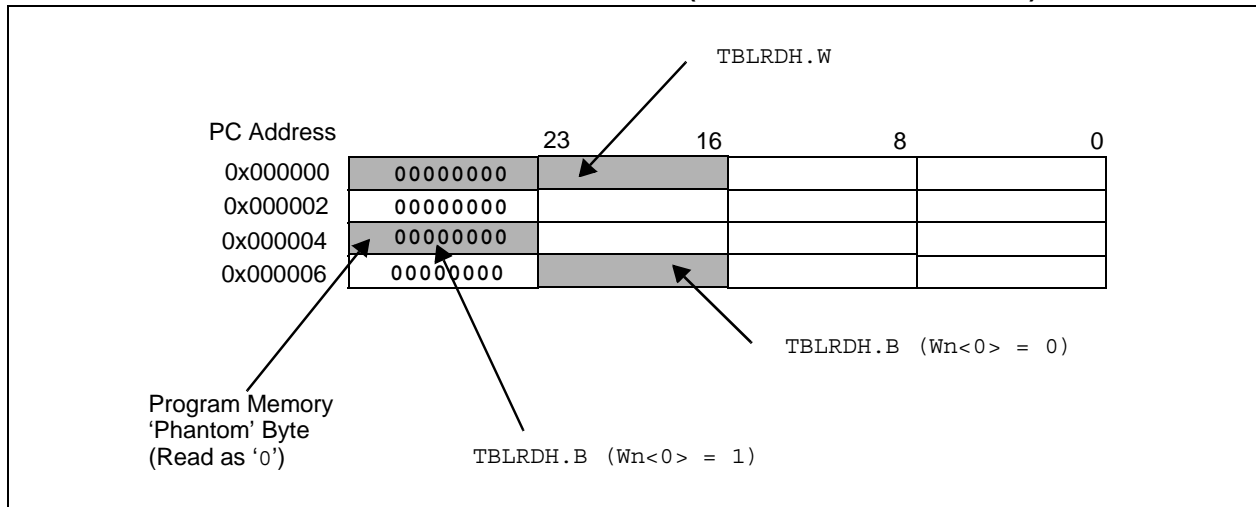 TBLRDH.W
PC Address
23 16 8 0
0x000000 00000000
0x000002 00000000
0x000004 00000000
0x000006 00000000
TBLRDH.B (Wn<0> = 0)
Program Memory
'Phantom' Byte
(Read as '0')
TBLRDH.B (Wn<0> = 1)